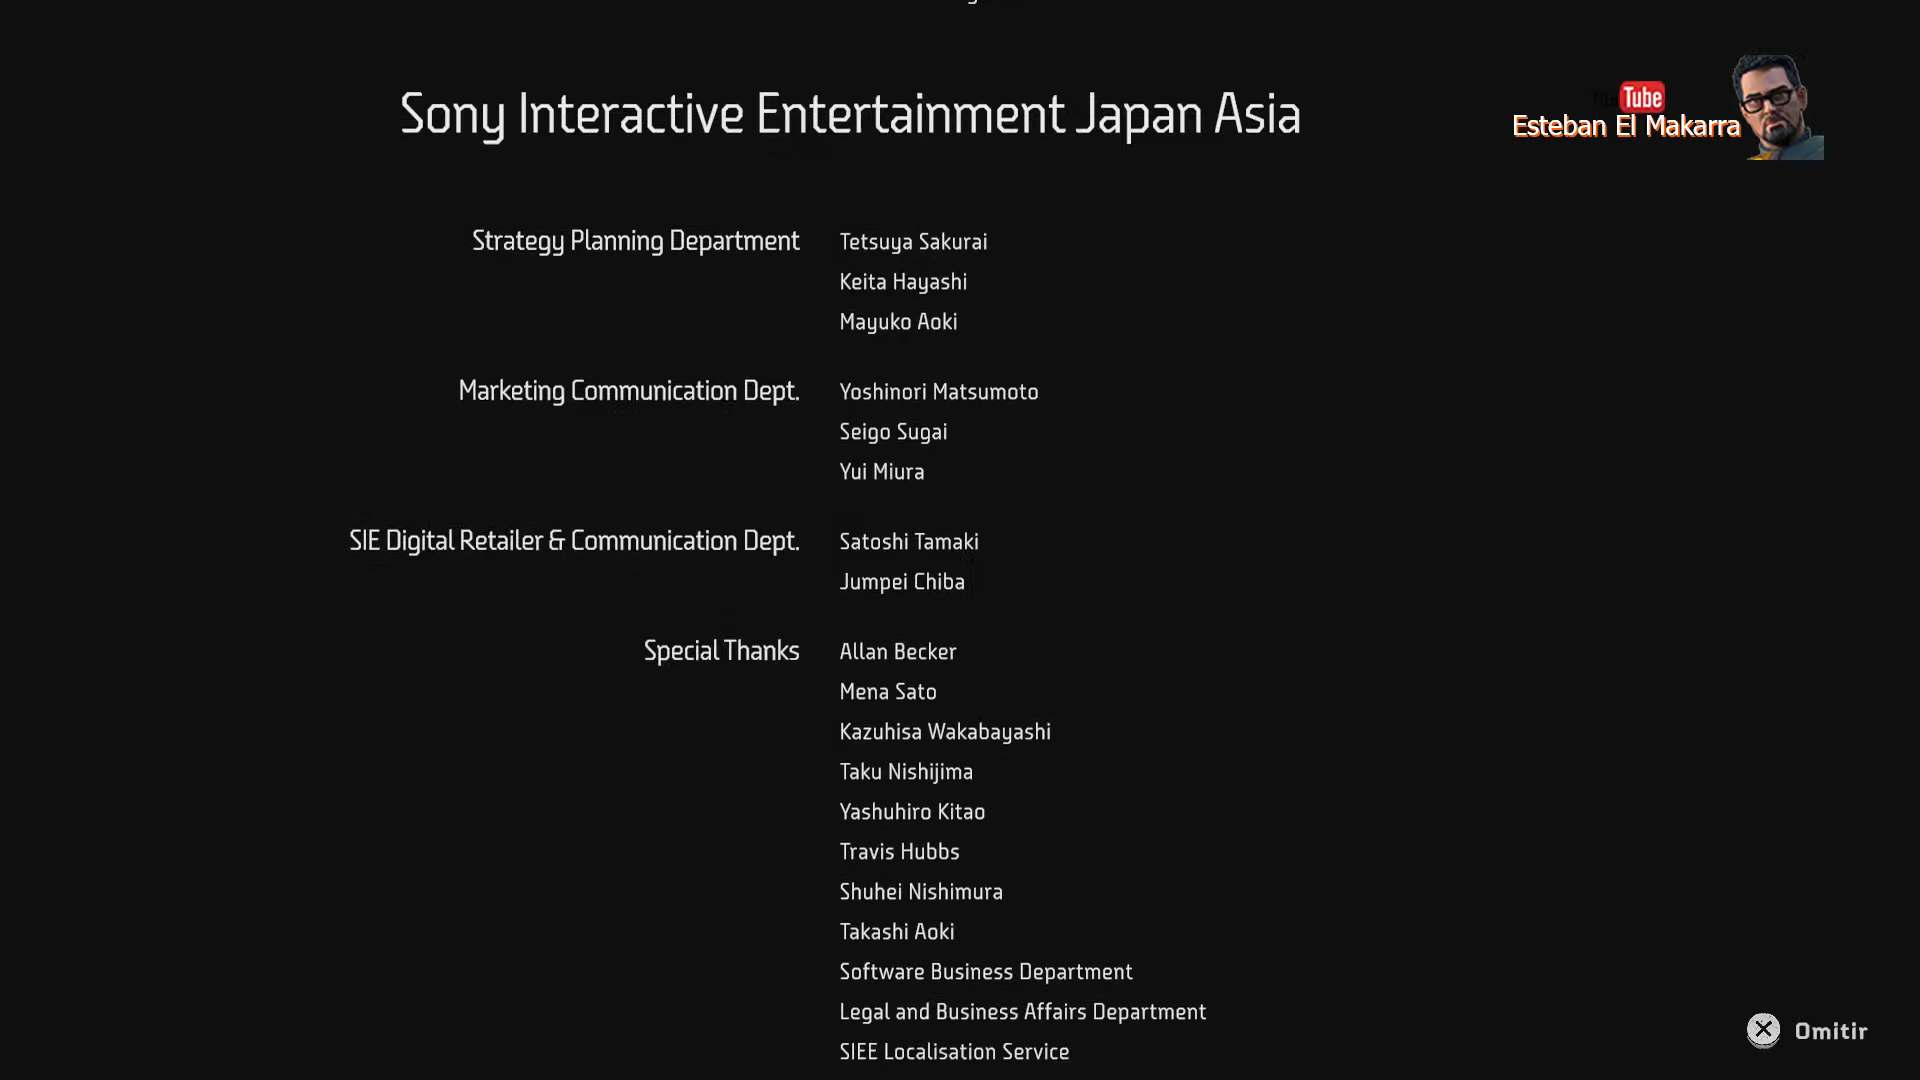 Sony Interactive Entertainment Japan Asia
YouTube
Esteban El Makarra
Strategy Planning Department Tetsuya Sakurai
Keita Hayashi
Mayuko Aoki
Marketing Communication Dept. Yoshinori Matsumoto
Seigo Sugai
Yui Miura
SIE Digital Retailer & Communication Dept. Satoshi Tamaki
Jumpei Chiba
Special Thanks Allan Becker
Mena Sato
Kazuhisa Wakabayashi
Taku Nishijima
Yashuhiro Kitao
Travis Hubbs
Shuhei Nishimura
Takashi Aoki
Software Business Department
Legal and Business Affairs Department
SIEE Localisation Service
Omitir